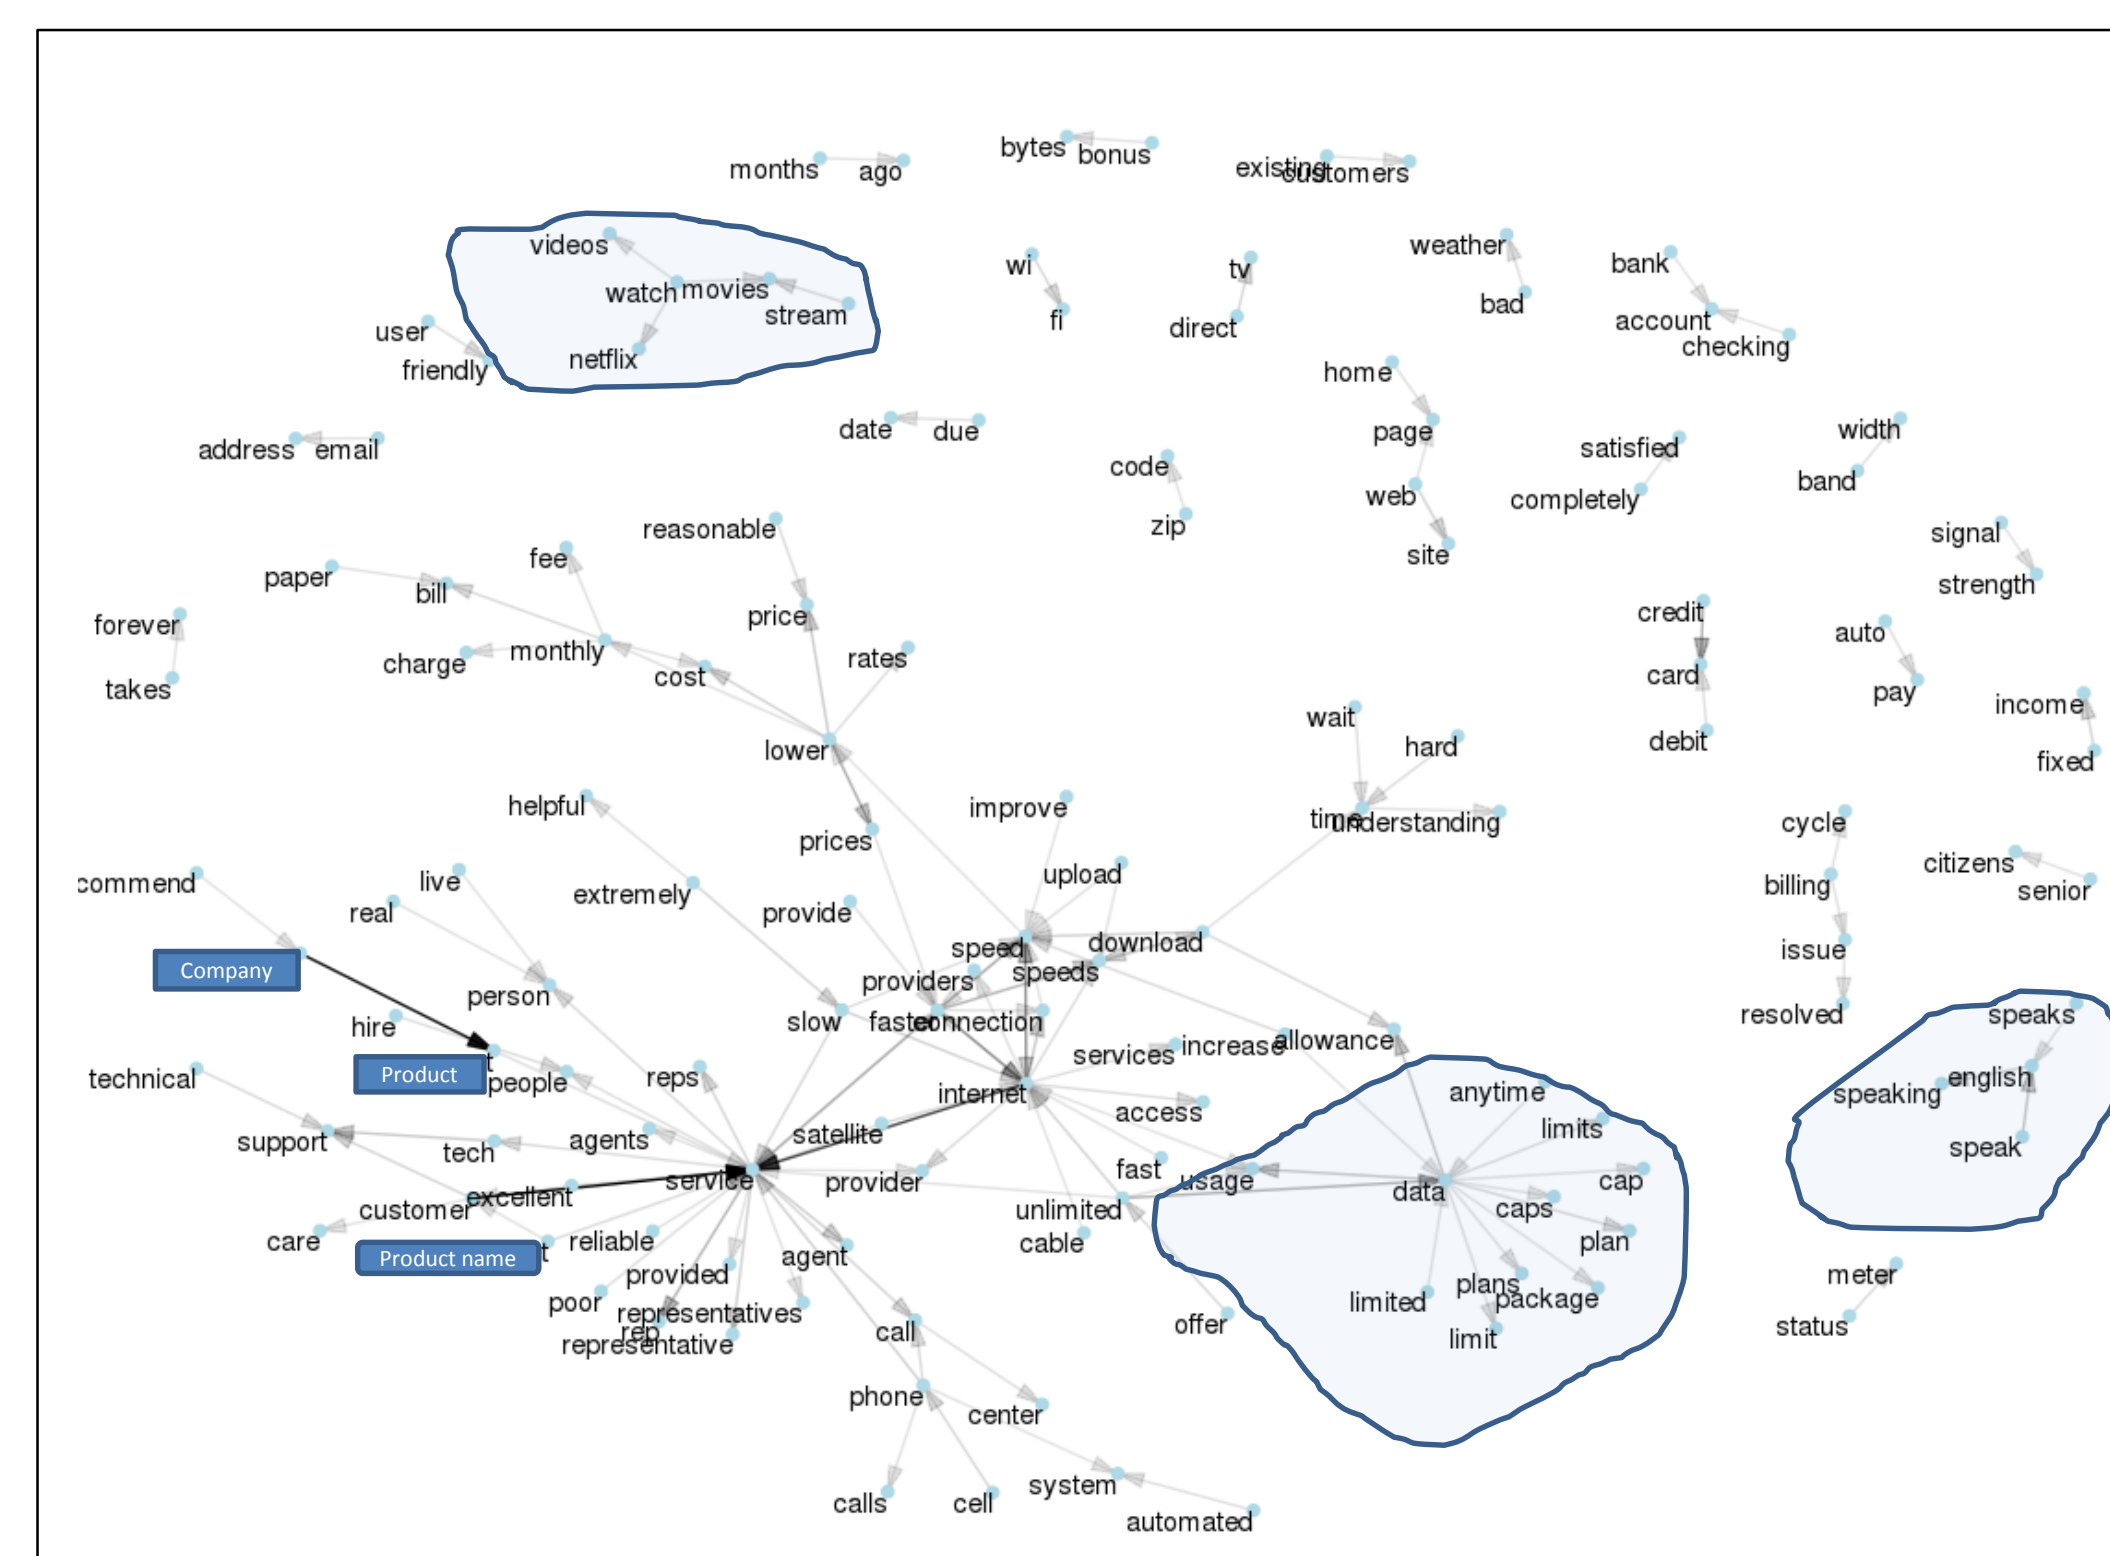 months ago
bytes bonus
existing customers
videos
watch movies
stream
netflix
user
friendly
wi
fi
tv
direct
weather
bad
bank
account
checking
home
page
web
site
address email
date due
code
zip
satisfied
completely
width
band
signal
strength
reasonable
fee
paper
bill
price
forever
takes
charge
monthly
cost
rates
lower
prices
credit
card
debit
auto
pay
income
fixed
wait
hard
time
understanding
helpful
improve
cycle
billing
issue
resolved
citizens
senior
commend
live
real
extremely
provide
upload
Company
person
speed
download
providers
speeds
hire
slow
faster
connection
services
increase
allowance
Product
t
people
technical
reps
internet
access
support
tech
agents
satellite
service
provider
fast
usage
unlimited
cable
customer
excellent
care
Product name
t
reliable
provided
agent
poor
representatives
rep
representative
call
offer
anytime
limits
data
cap
caps
plan
plans
package
limited
limit
speaks
english
speaking
speak
meter
status
phone
center
calls
cell
system
automated